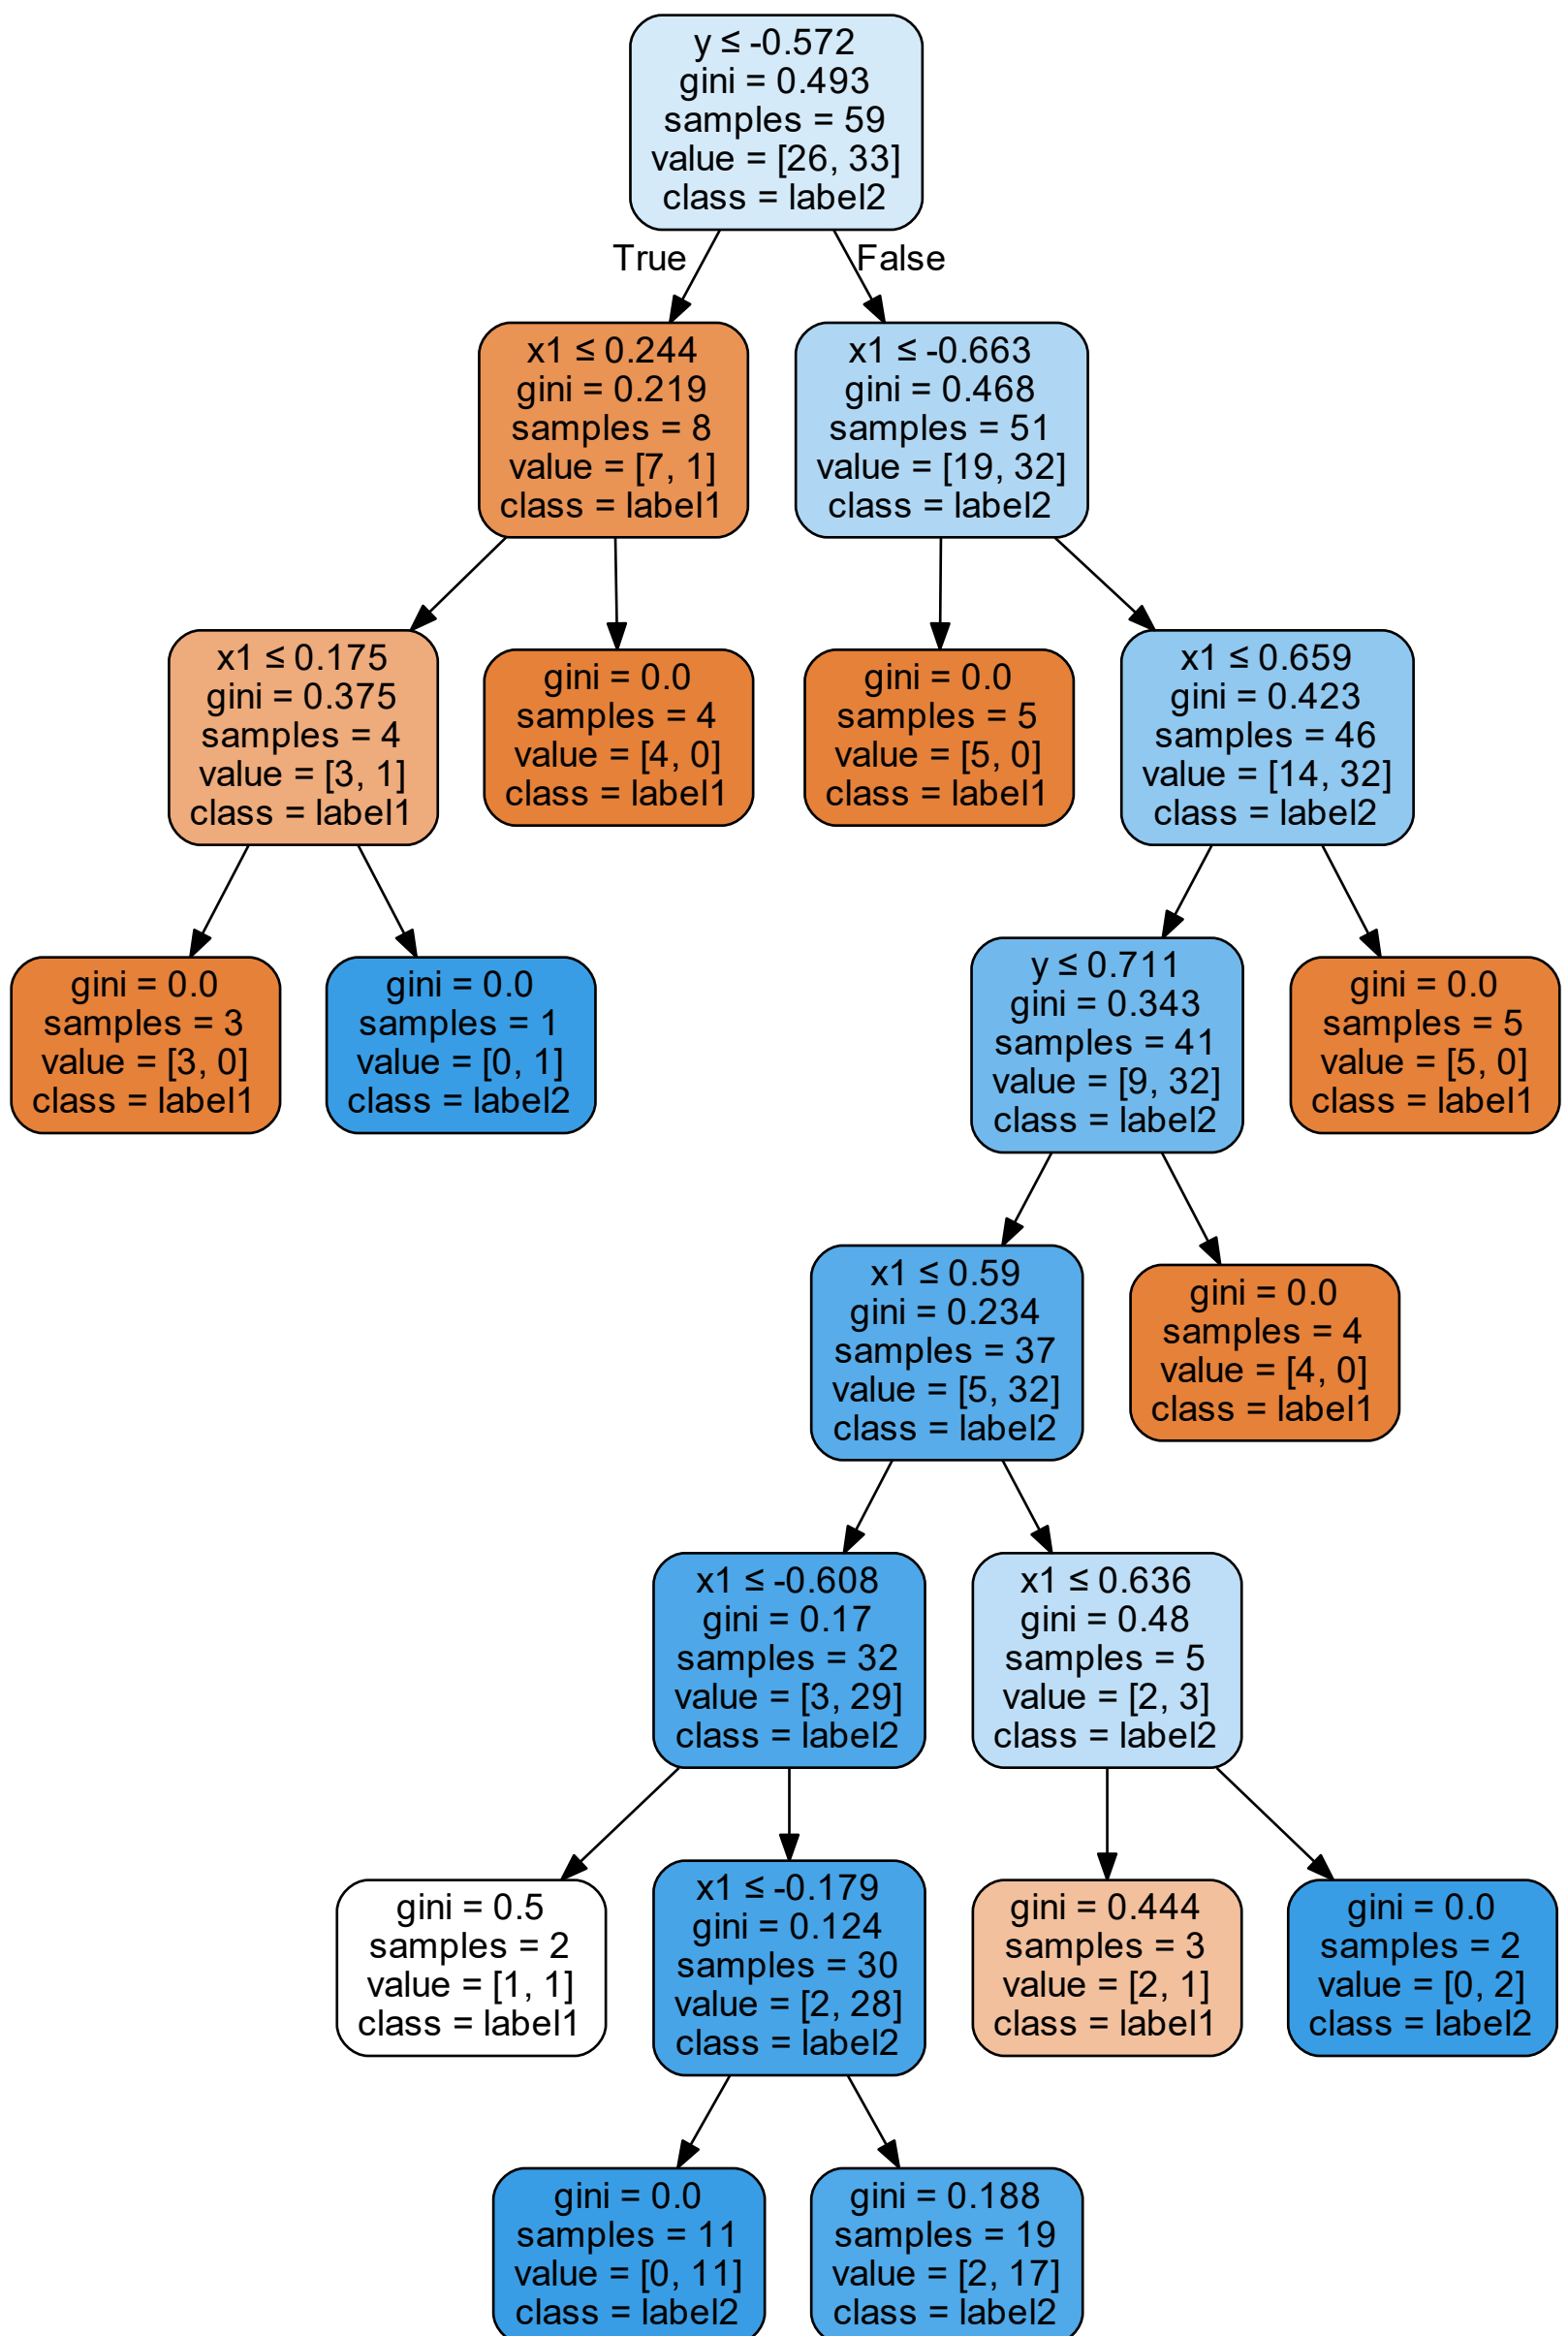 y ≤ -0.572
gini = 0.493
samples = 59
value = [26, 33]
class = label2
True
False
x1 ≤ 0.244
gini = 0.219
samples = 8
value = [7, 1]
class = label1
x1 ≤ -0.663
gini = 0.468
samples = 51
value = [19, 32]
class = label2
x1 ≤ 0.175
gini = 0.375
samples = 4
value = [3, 1]
class = label1
gini = 0.0
samples = 4
value = [4, 0]
class = label1
gini = 0.0
samples = 5
value = [5, 0]
class = label1
x1 ≤ 0.659
gini = 0.423
samples = 46
value = [14, 32]
class = label2
gini = 0.0
samples = 3
value = [3, 0]
class = label1
gini = 0.0
samples = 1
value = [0, 1]
class = label2
y ≤ 0.711
gini = 0.343
samples = 41
value = [9, 32]
class = label2
gini = 0.0
samples = 5
value = [5, 0]
class = label1
x1 ≤ 0.59
gini = 0.234
samples = 37
value = [5, 32]
class = label2
gini = 0.0
samples = 4
value = [4, 0]
class = label1
x1 ≤ -0.608
gini = 0.17
samples = 32
value = [3, 29]
class = label2
x1 ≤ 0.636
gini = 0.48
samples = 5
value = [2, 3]
class = label2
gini = 0.5
samples = 2
value = [1, 1]
class = label1
x1 ≤ -0.179
gini = 0.124
samples = 30
value = [2, 28]
class = label2
gini = 0.444
samples = 3
value = [2, 1]
class = label1
gini = 0.0
samples = 2
value = [0, 2]
class = label2
gini = 0.0
samples = 11
value = [0, 11]
class = label2
gini = 0.188
samples = 19
value = [2, 17]
class = label2